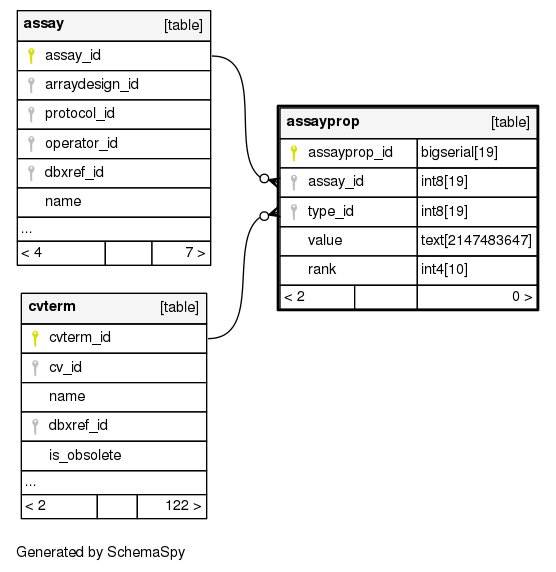 assay [table]
assay_id
arraydesign_id
protocol_id
operator_id
dbxref_id
name
...
< 4 7 >
assayprop [table]
assayprop_id bigserial[19]
assay_id int8[19]
type_id int8[19]
value text[2147483647]
rank int4[10]
< 2 0 >
cvterm [table]
cvterm_id
cv_id
name
dbxref_id
is_obsolete
...
< 2 122 >
Generated by SchemaSpy